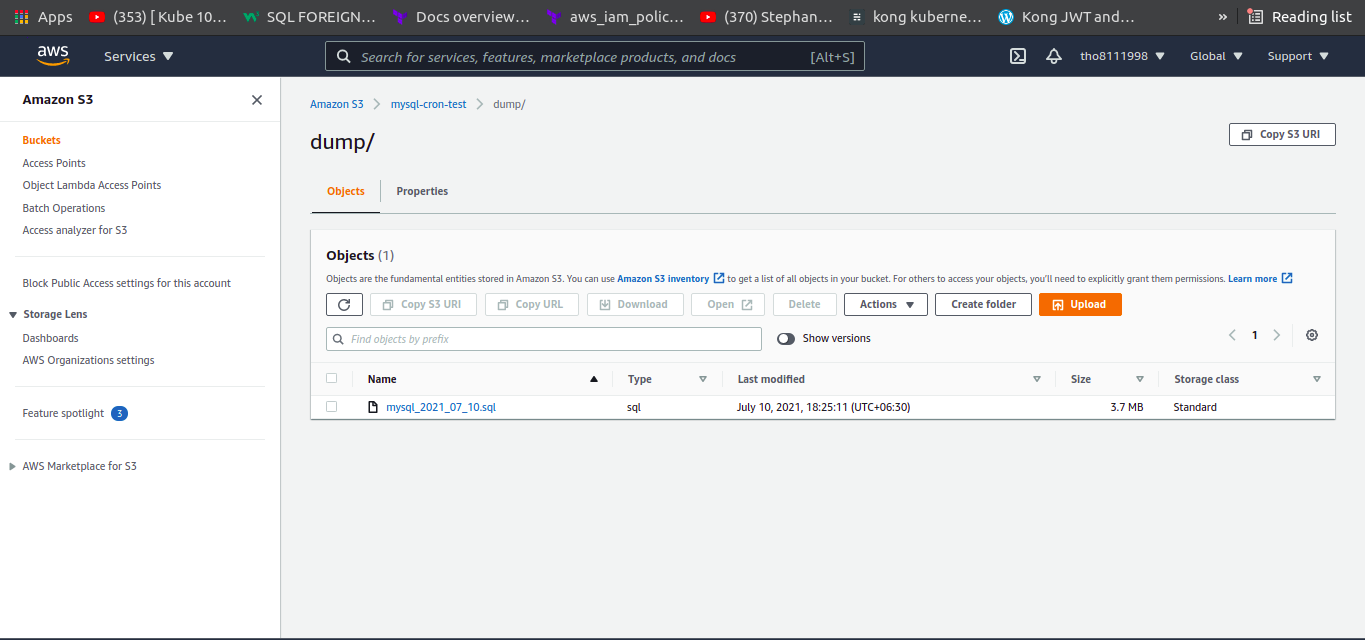 Apps (353) [ Kube 10... SQL FOREIGN... Docs overview... aws_iam_polic... (370) Stephan... kong kuberne... Kong JWT and... » Reading list
aws Services Search for services, features, marketplace products, and docs [Alt+S] tho8111998 Global Support
Amazon S3
Buckets
Access Points
Object Lambda Access Points
Batch Operations
Access analyzer for S3
Block Public Access settings for this account
Storage Lens
Dashboards
AWS Organizations settings
Feature spotlight 3
AWS Marketplace for S3
Amazon S3 mysql-cron-test dump/
dump/
Copy S3 URI
Objects Properties
Objects (1)
Objects are the fundamental entities stored in Amazon S3. You can use Amazon S3 inventory to get a list of all objects in your bucket. For others to access your objects, you'll need to explicitly grant them permissions. Learn more
Copy S3 URI Copy URL Download Open Delete Actions Create folder Upload
Find objects by prefix Show versions 1
Name Type Last modified Size Storage class
mysql_2021_07_10.sql sql July 10, 2021, 18:25:11 (UTC+06:30) 3.7 MB Standard